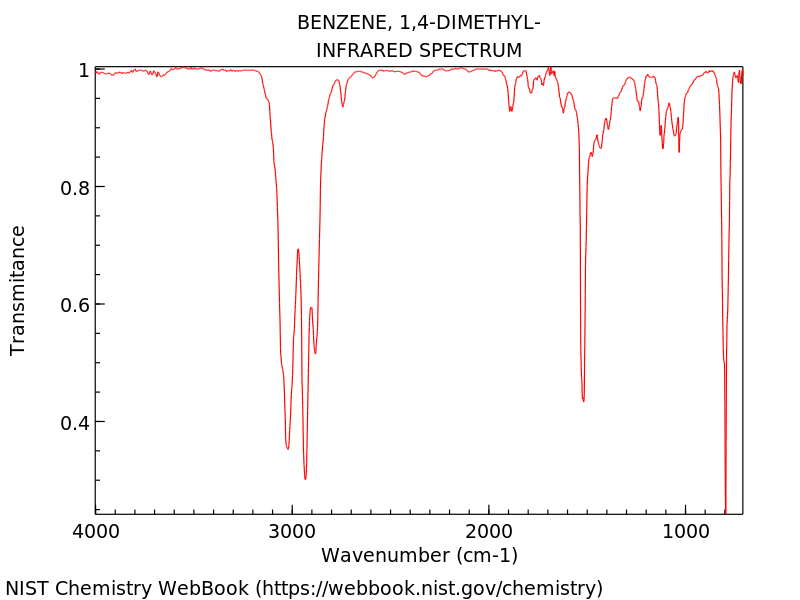 BENZENE, 1,4-DIMETHYL-
INFRARED SPECTRUM
1
0.8
0.6
0.4
Transmitance
4000 3000 2000 1000
Wavenumber (cm-1)
NIST Chemistry WebBook (https://webbook.nist.gov/chemistry)